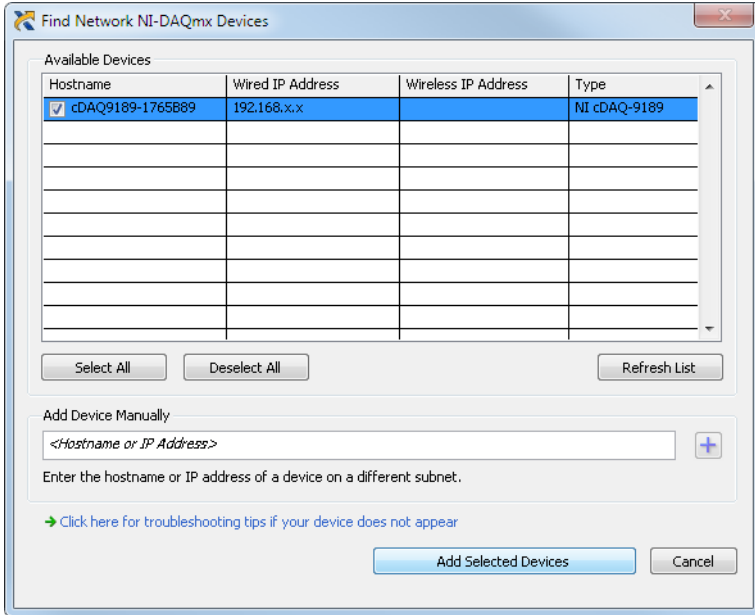 Find Network NI-DAQmx Devices
Available Devices
Hostname Wired IP Address Wireless IP Address Type
cDAQ9189-1765B89 192.168.x.x NI cDAQ-9189
Select All Deselect All Refresh List
Add Device Manually
<Hostname or IP Address>
Enter the hostname or IP address of a device on a different subnet.
Click here for troubleshooting tips if your device does not appear
Add Selected Devices Cancel